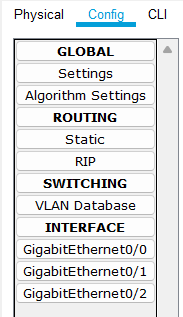 Physical Config CLI
GLOBAL
Settings
Algorithm Settings
ROUTING
Static
RIP
SWITCHING
VLAN Database
INTERFACE
GigabitEthernet0/0
GigabitEthernet0/1
GigabitEthernet0/2